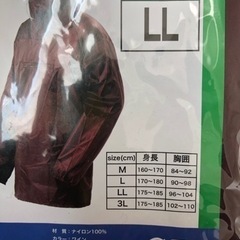 LL
size(cm) 身長 胸囲
M 160~170 84~92
L 170~180 90~98
LL 175~185 96~104
3L 175~185 102~110
材 質：ナイロン100%
カラー：ワイン